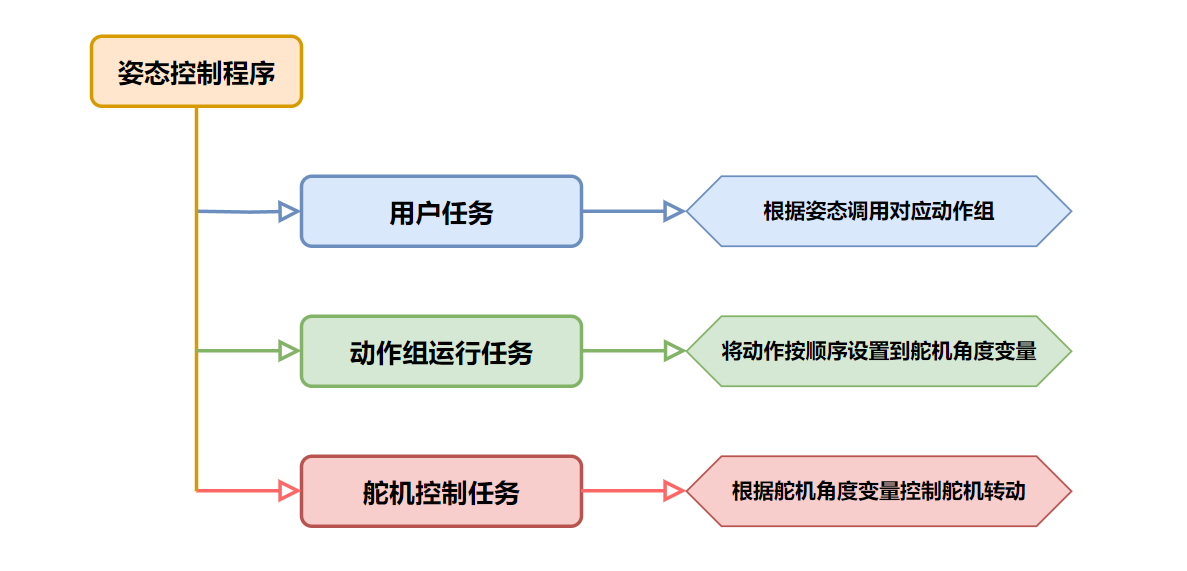 姿态控制程序
用户任务
根据姿态调用对应动作组
动作组运行任务
将动作按顺序设置到舵机角度变量
舵机控制任务
根据舵机角度变量控制舵机转动